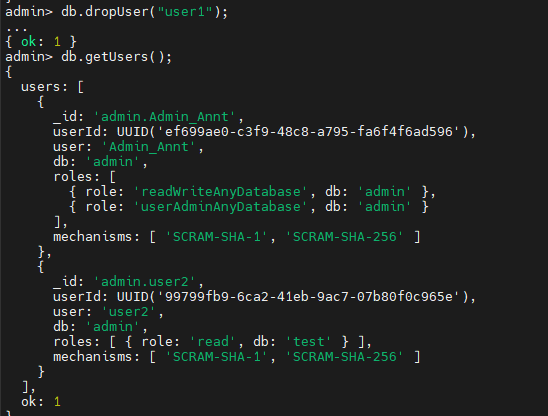 admin> db.dropUser("user1");
...
{ ok: 1 }
admin> db.getUsers();
{
  users: [
    {
      _id: 'admin.Admin_Annt',
      userId: UUID('ef699ae0-c3f9-48c8-a795-fa6f4f6ad596'),
      user: 'Admin_Annt',
      db: 'admin',
      roles: [
        { role: 'readWriteAnyDatabase', db: 'admin' },
        { role: 'userAdminAnyDatabase', db: 'admin' }
      ],
      mechanisms: [ 'SCRAM-SHA-1', 'SCRAM-SHA-256' ]
    },
    {
      _id: 'admin.user2',
      userId: UUID('99799fb9-6ca2-41eb-9ac7-07b80f0c965e'),
      user: 'user2',
      db: 'admin',
      roles: [ { role: 'read', db: 'test' } ],
      mechanisms: [ 'SCRAM-SHA-1', 'SCRAM-SHA-256' ]
    }
  ],
  ok: 1
}